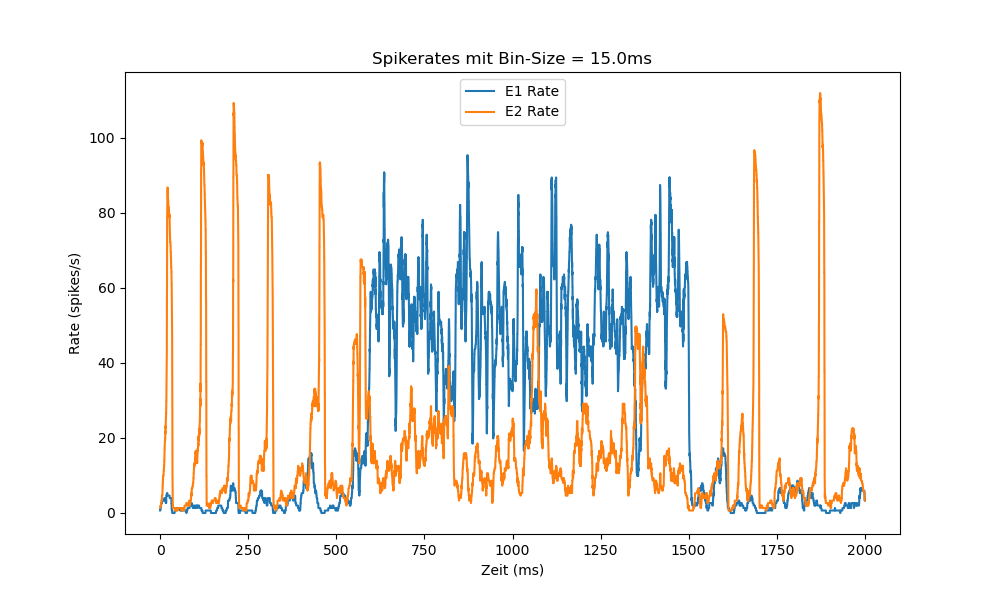 Spikerates mit Bin-Size = 15.0ms
E1 Rate
E2 Rate
Rate (spikes/s)
100
80
60
40
20
0
0 250 500 750 1000 1250 1500 1750 2000
Zeit (ms)